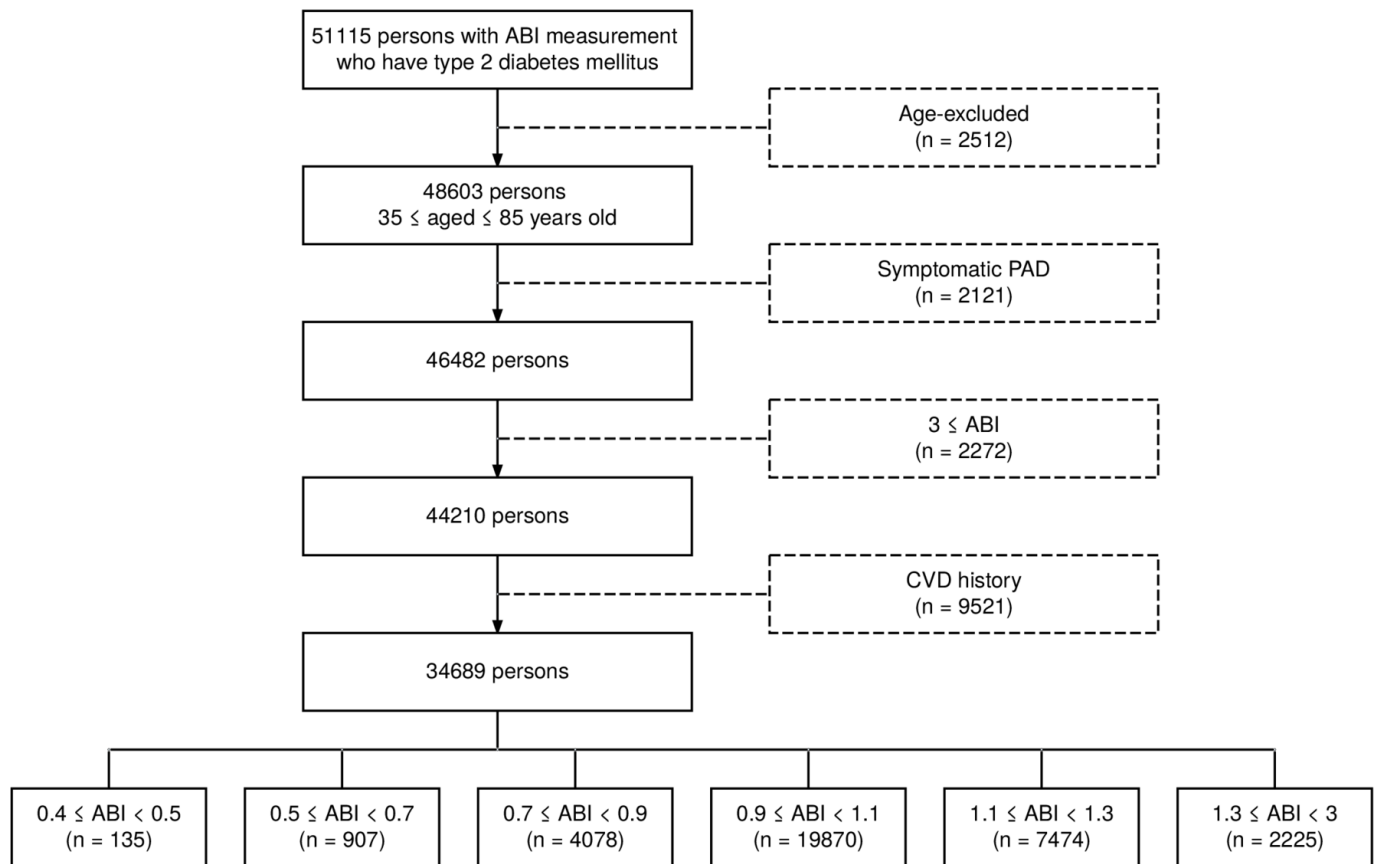 51115 persons with ABI measurement
who have type 2 diabetes mellitus
Age-excluded
(n = 2512)
48603 persons
35 ≤ aged ≤ 85 years old
Symptomatic PAD
(n = 2121)
46482 persons
3 ≤ ABI
(n = 2272)
44210 persons
CVD history
(n = 9521)
34689 persons
0.4 ≤ ABI < 0.5
(n = 135)
0.5 ≤ ABI < 0.7
(n = 907)
0.7 ≤ ABI < 0.9
(n = 4078)
0.9 ≤ ABI < 1.1
(n = 19870)
1.1 ≤ ABI < 1.3
(n = 7474)
1.3 ≤ ABI < 3
(n = 2225)